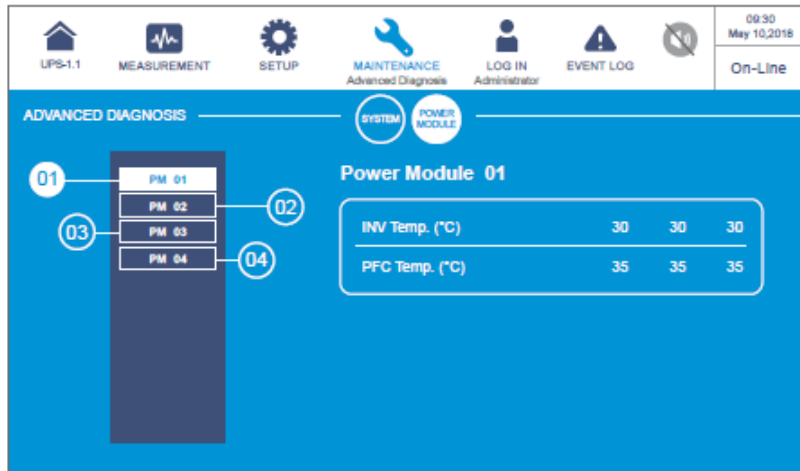 09:30
May 10,2018
UPS-1.1
MEASUREMENT
SETUP
MAINTENANCE
Advanced Diagnosis
LOG IN
Administrator
EVENT LOG
On-Line
ADVANCED DIAGNOSIS
SYSTEM
POWER
MODULE
01
PM 01
PM 02
02
03
PM 03
PM 04
04
Power Module 01
INV Temp. (°C) 30 30 30
PFC Temp. (°C) 35 35 35